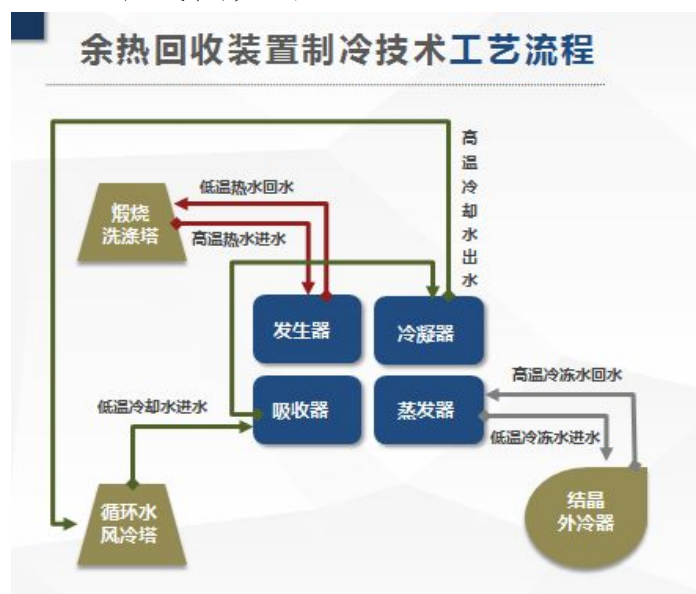 余热回收装置制冷技术工艺流程
高温冷却水出水
低温热水回水
煅烧
洗涤塔
高温热水进水
发生器
冷凝器
高温冷冻水回水
低温冷却水进水
吸收器
蒸发器
低温冷冻水进水
循环水
风冷塔
结晶
外冷器